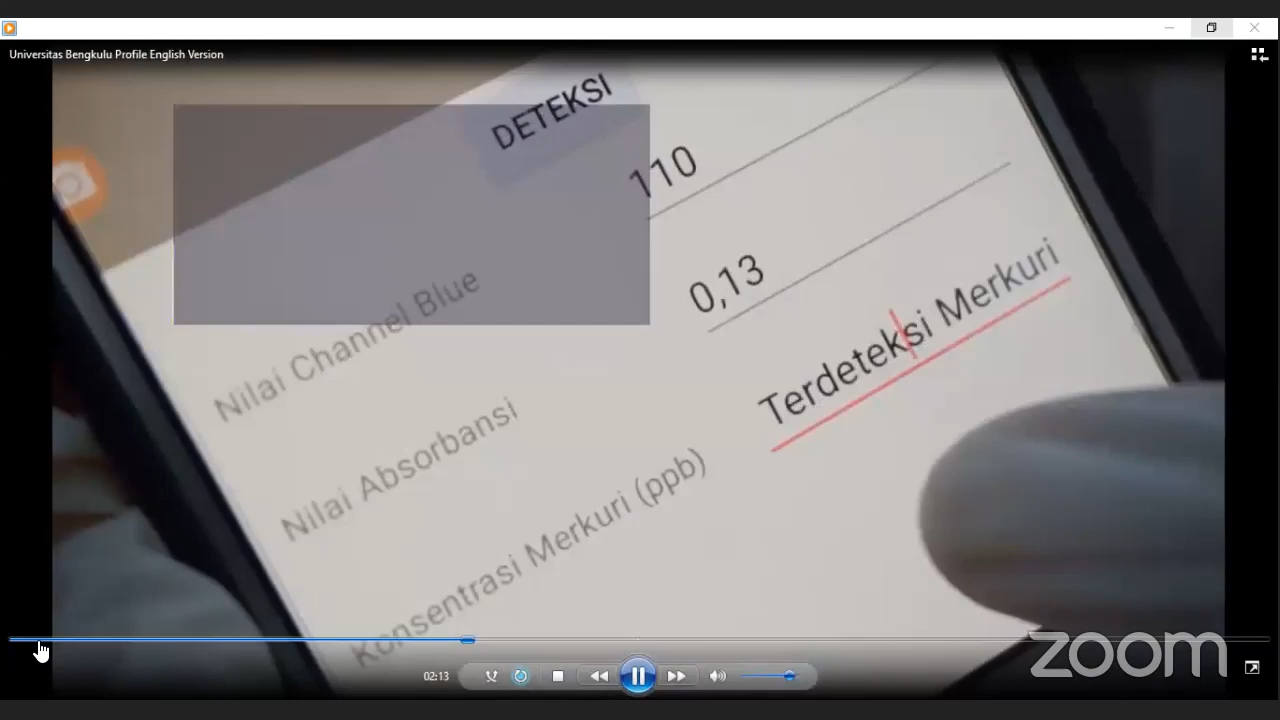 Universitas Bengkulu Profile English Version
DETEKSI
Nilai Channel Blue
110
Nilai Absorbansi
0,13
Konsentrasi Merkuri (ppb)
Terdeteksi Merkuri
02:13
zoom